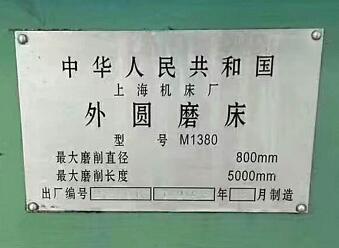 中华人民共和国
上海机床厂
外圆磨床
型 号 M1380
最大磨削直径 800mm
最大磨削长度 5000mm
出厂编号 年 月制造